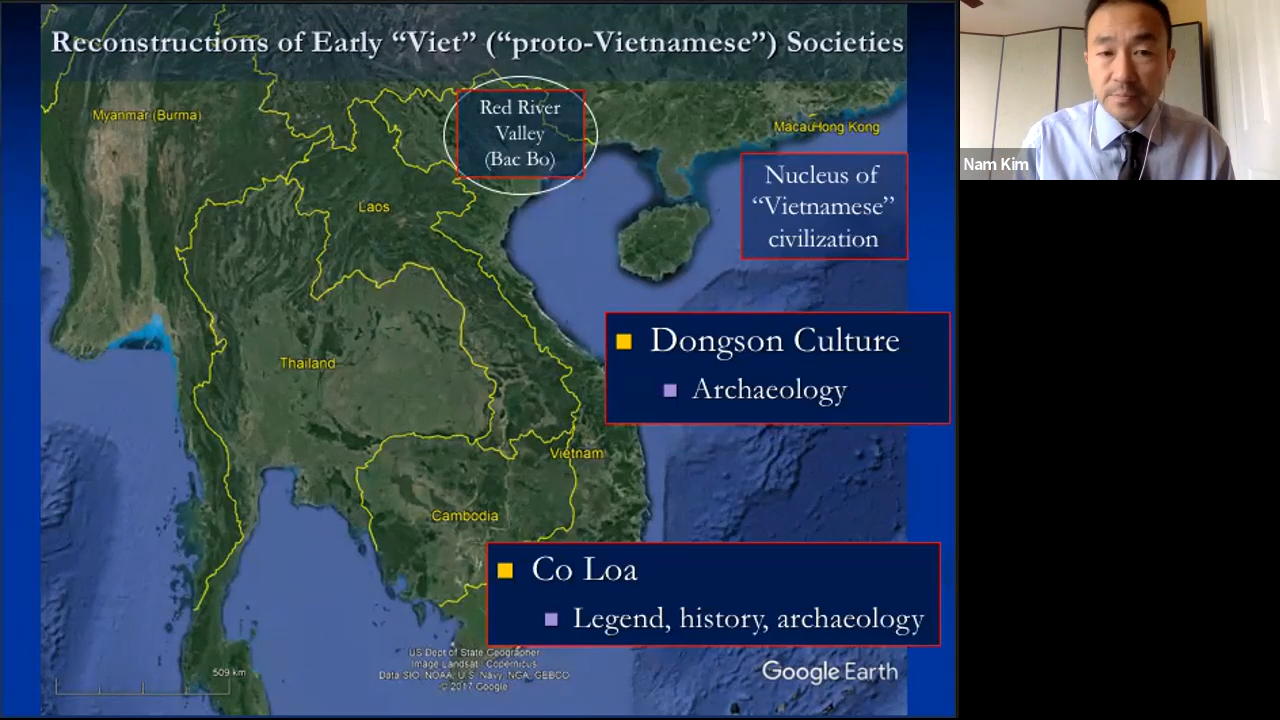 Reconstructions of Early “Viet” (“proto-Vietnamese”) Societies
Myanmar (Burma)
Red River
Valley
(Bac Bo)
Macau
Hong Kong
Nam Kim
Nucleus of
“Vietnamese”
civilization
Laos
Dongson Culture
Archaeology
Thailand
Vietnam
Cambodia
Co Loa
Legend, history, archaeology
US Dept of State Geographer
Image Landsat / Copernicus
Data SIO, NOAA, U.S. Navy, NGA, GEBCO
© 2017 Google
509 km
Google Earth